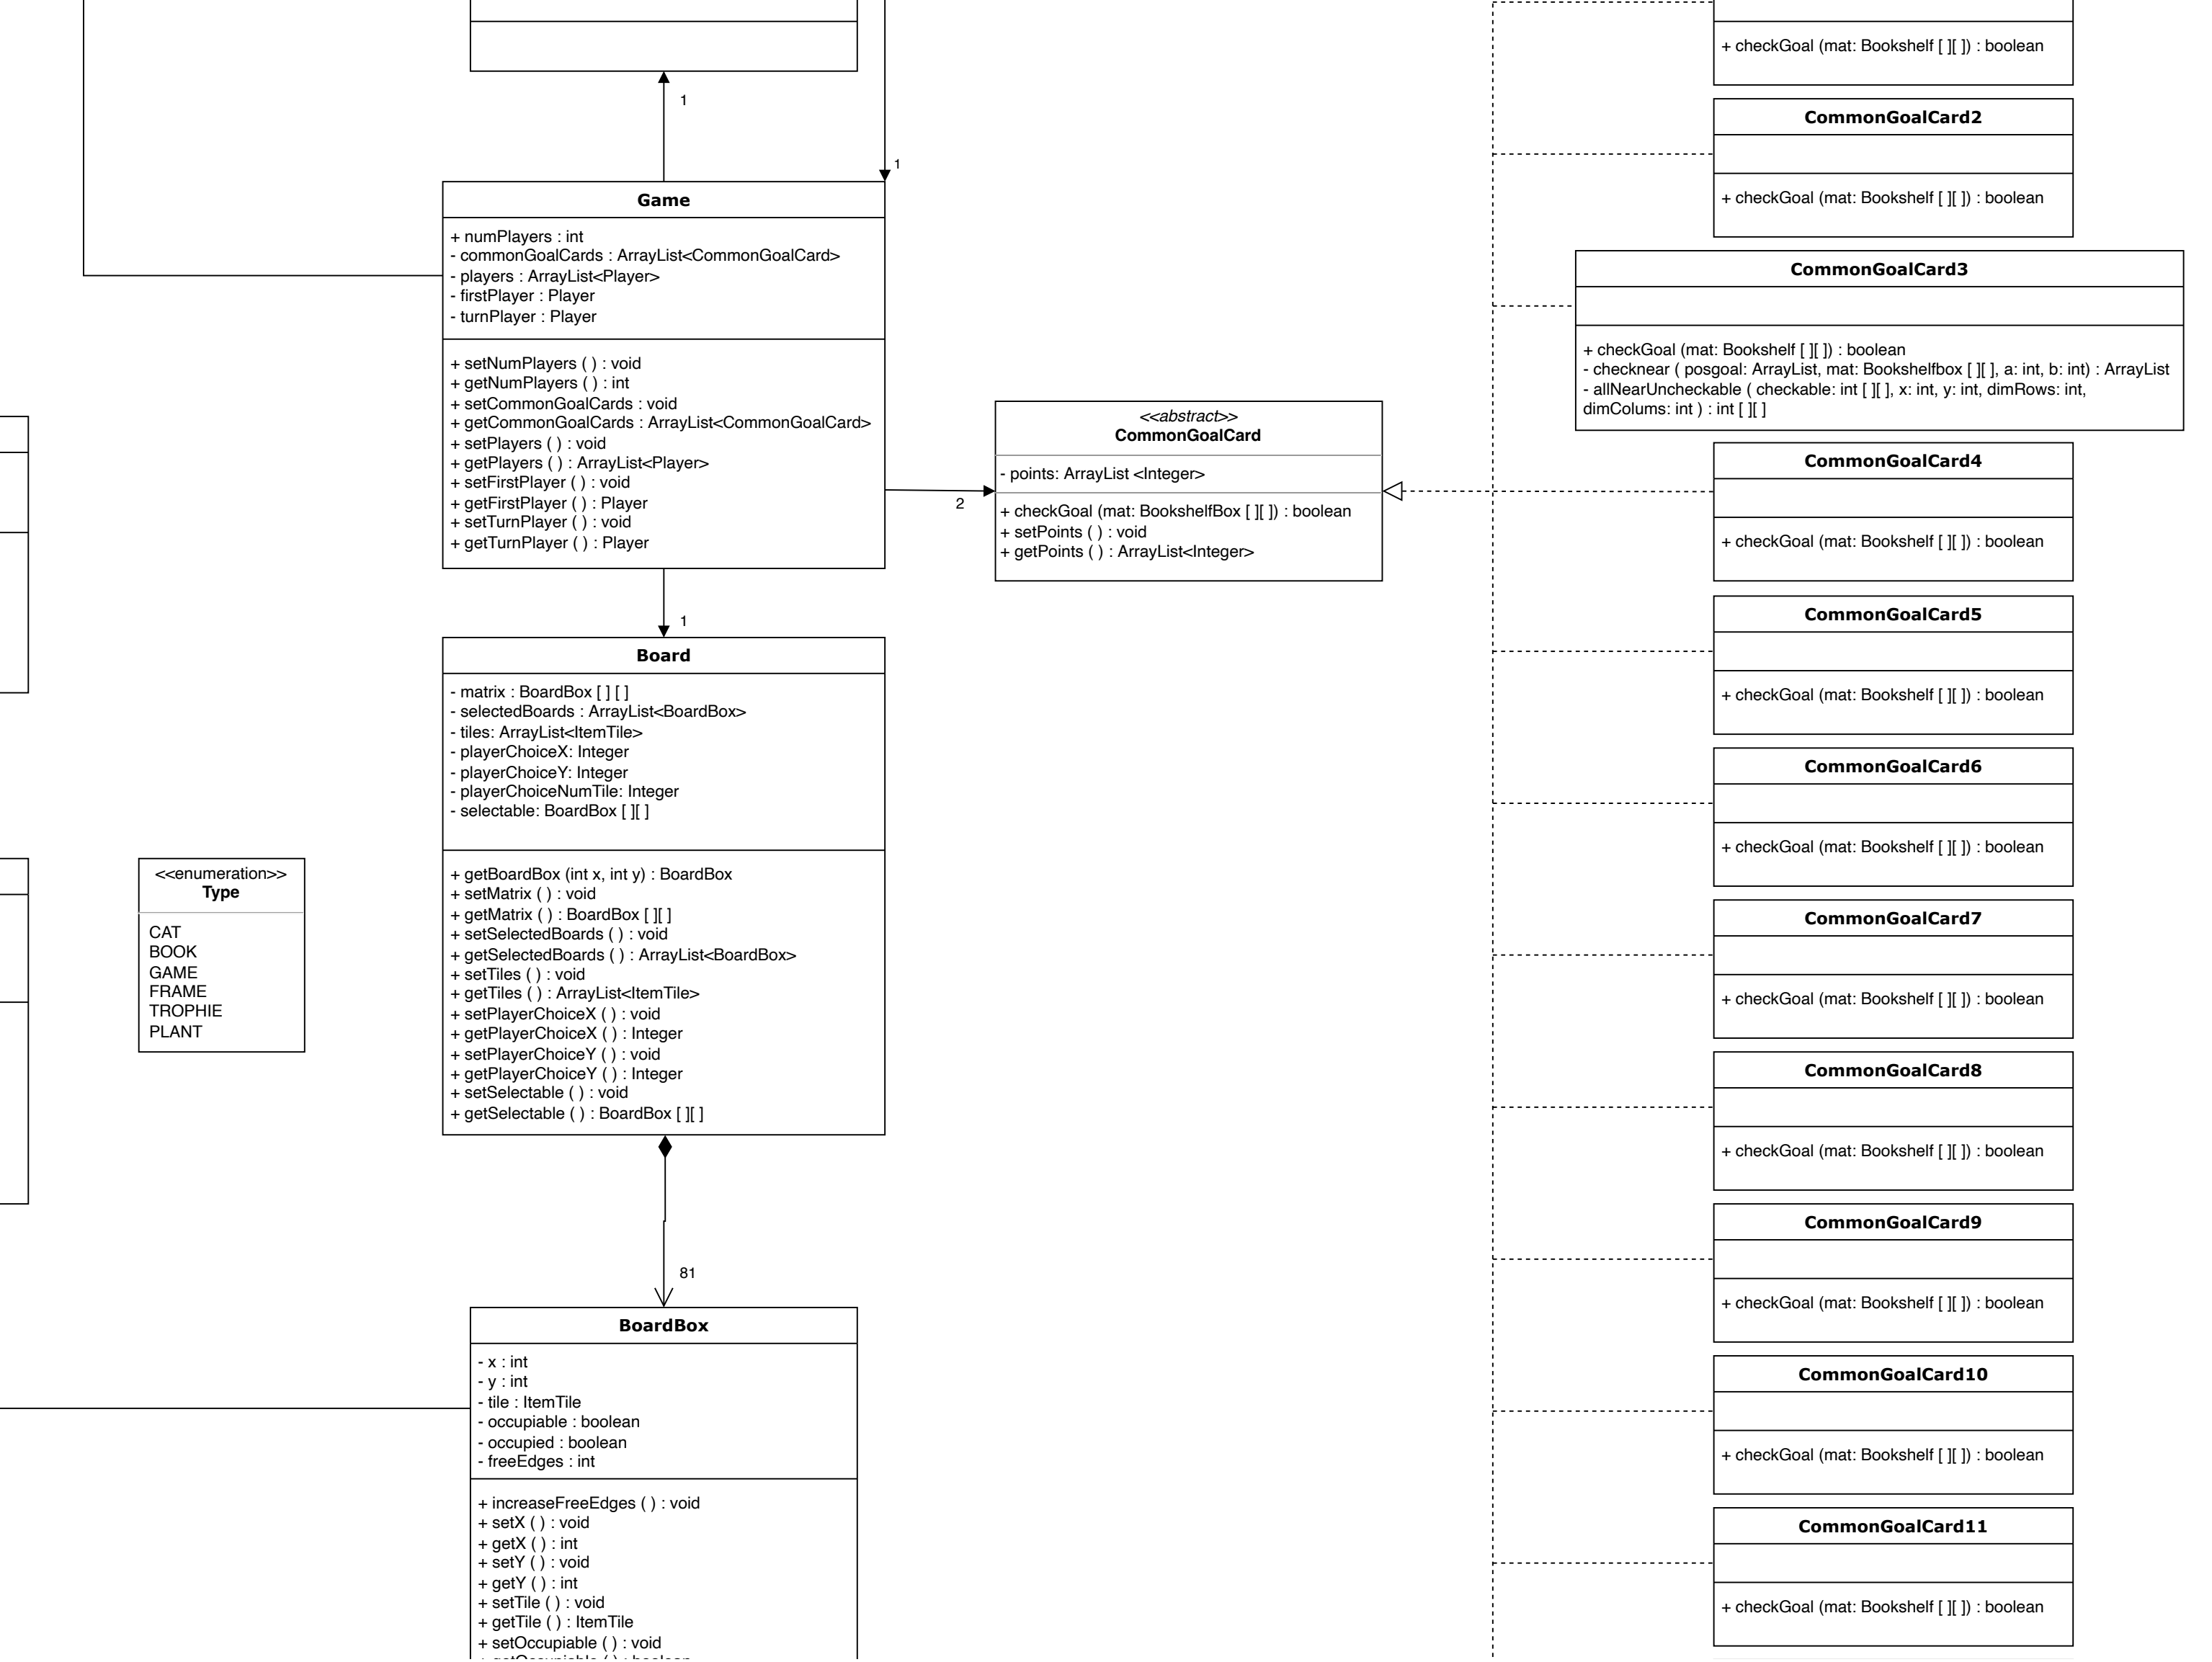 1
1
Game
+ numPlayers : int
- commonGoalCards : ArrayList<CommonGoalCard>
- players : ArrayList<Player>
- firstPlayer : Player
- turnPlayer : Player
+ setNumPlayers ( ) : void
+ getNumPlayers ( ) : int
+ setCommonGoalCards : void
+ getCommonGoalCards : ArrayList<CommonGoalCard>
+ setPlayers ( ) : void
+ getPlayers ( ) : ArrayList<Player>
+ setFirstPlayer ( ) : void
+ getFirstPlayer ( ) : Player
+ setTurnPlayer ( ) : void
+ getTurnPlayer ( ) : Player
2
1
<<abstract>>
CommonGoalCard
- points: ArrayList <Integer>
+ checkGoal (mat: BookshelfBox [ ][ ]) : boolean
+ setPoints ( ) : void
+ getPoints ( ) : ArrayList<Integer>
Board
- matrix : BoardBox [ ] [ ]
- selectedBoards : ArrayList<BoardBox>
- tiles: ArrayList<ItemTile>
- playerChoiceX: Integer
- playerChoiceY: Integer
- playerChoiceNumTile: Integer
- selectable: BoardBox [ ][ ]
+ getBoardBox (int x, int y) : BoardBox
+ setMatrix ( ) : void
+ getMatrix ( ) : BoardBox [ ][ ]
+ setSelectedBoards ( ) : void
+ getSelectedBoards ( ) : ArrayList<BoardBox>
+ setTiles ( ) : void
+ getTiles ( ) : ArrayList<ItemTile>
+ setPlayerChoiceX ( ) : void
+ getPlayerChoiceX ( ) : Integer
+ setPlayerChoiceY ( ) : void
+ getPlayerChoiceY ( ) : Integer
+ setSelectable ( ) : void
+ getSelectable ( ) : BoardBox [ ][ ]
<<enumeration>>
Type
CAT
BOOK
GAME
FRAME
TROPHIE
PLANT
81
BoardBox
- x : int
- y : int
- tile : ItemTile
- occupiable : boolean
- occupied : boolean
- freeEdges : int
+ increaseFreeEdges ( ) : void
+ setX ( ) : void
+ getX ( ) : int
+ setY ( ) : void
+ getY ( ) : int
+ setTile ( ) : void
+ getTile ( ) : ItemTile
+ setOccupiable ( ) : void
+ checkGoal (mat: Bookshelf [ ][ ]) : boolean
CommonGoalCard2
+ checkGoal (mat: Bookshelf [ ][ ]) : boolean
CommonGoalCard3
+ checkGoal (mat: Bookshelf [ ][ ]) : boolean
- checknear ( posgoal: ArrayList, mat: Bookshelfbox [ ][ ], a: int, b: int) : ArrayList
- allNearUncheckable ( checkable: int [ ][ ], x: int, y: int, dimRows: int,
dimColums: int ) : int [ ][ ]
CommonGoalCard4
+ checkGoal (mat: Bookshelf [ ][ ]) : boolean
CommonGoalCard5
+ checkGoal (mat: Bookshelf [ ][ ]) : boolean
CommonGoalCard6
+ checkGoal (mat: Bookshelf [ ][ ]) : boolean
CommonGoalCard7
+ checkGoal (mat: Bookshelf [ ][ ]) : boolean
CommonGoalCard8
+ checkGoal (mat: Bookshelf [ ][ ]) : boolean
CommonGoalCard9
+ checkGoal (mat: Bookshelf [ ][ ]) : boolean
CommonGoalCard10
+ checkGoal (mat: Bookshelf [ ][ ]) : boolean
CommonGoalCard11
+ checkGoal (mat: Bookshelf [ ][ ]) : boolean